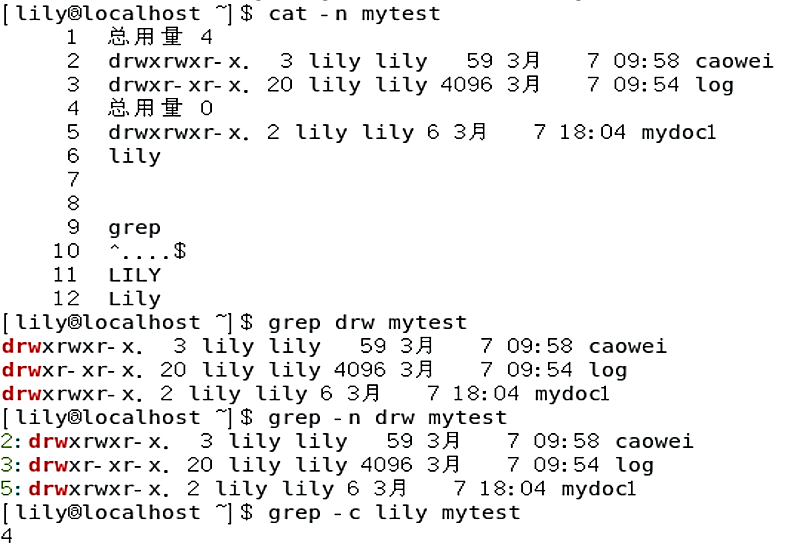 [lily@localhost ~]$ cat -n mytest
     1  总用量 4
     2  drwxrwxr-x.  3 lily lily   59 3月   7 09:58 caowei
     3  drwxr-xr-x. 20 lily lily 4096 3月   7 09:54 log
     4  总用量 0
     5  drwxrwxr-x. 2 lily lily 6 3月   7 18:04 mydoc1
     6  lily
     7
     8
     9  grep
    10  ^....$
    11  LILY
    12  Lily
[lily@localhost ~]$ grep drw mytest
drwxrwxr-x.  3 lily lily   59 3月   7 09:58 caowei
drwxr-xr-x. 20 lily lily 4096 3月   7 09:54 log
drwxrwxr-x. 2 lily lily 6 3月   7 18:04 mydoc1
[lily@localhost ~]$ grep -n drw mytest
2:drwxrwxr-x.  3 lily lily   59 3月   7 09:58 caowei
3:drwxr-xr-x. 20 lily lily 4096 3月   7 09:54 log
5:drwxrwxr-x. 2 lily lily 6 3月   7 18:04 mydoc1
[lily@localhost ~]$ grep -c lily mytest
4